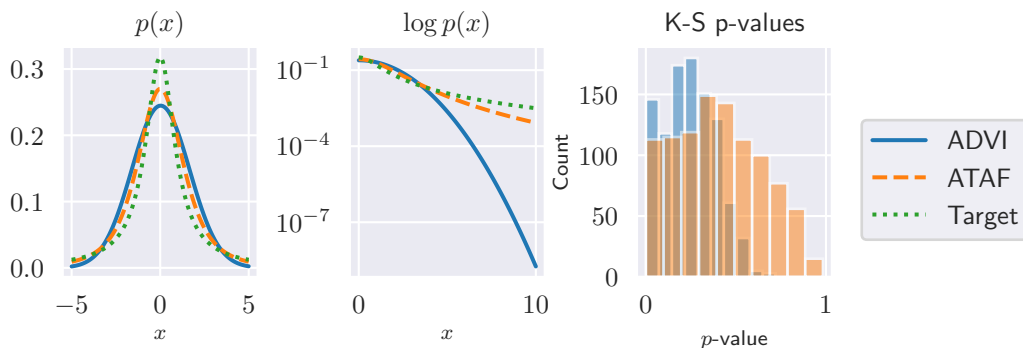 p(x)
0.3
0.2
0.1
0.0
−5
0
5
x
log p(x)
10⁻¹
10⁻⁴
10⁻⁷
0
10
x
K-S p-values
Count
150
100
50
0
0
1
p-value
ADVI
ATAF
Target